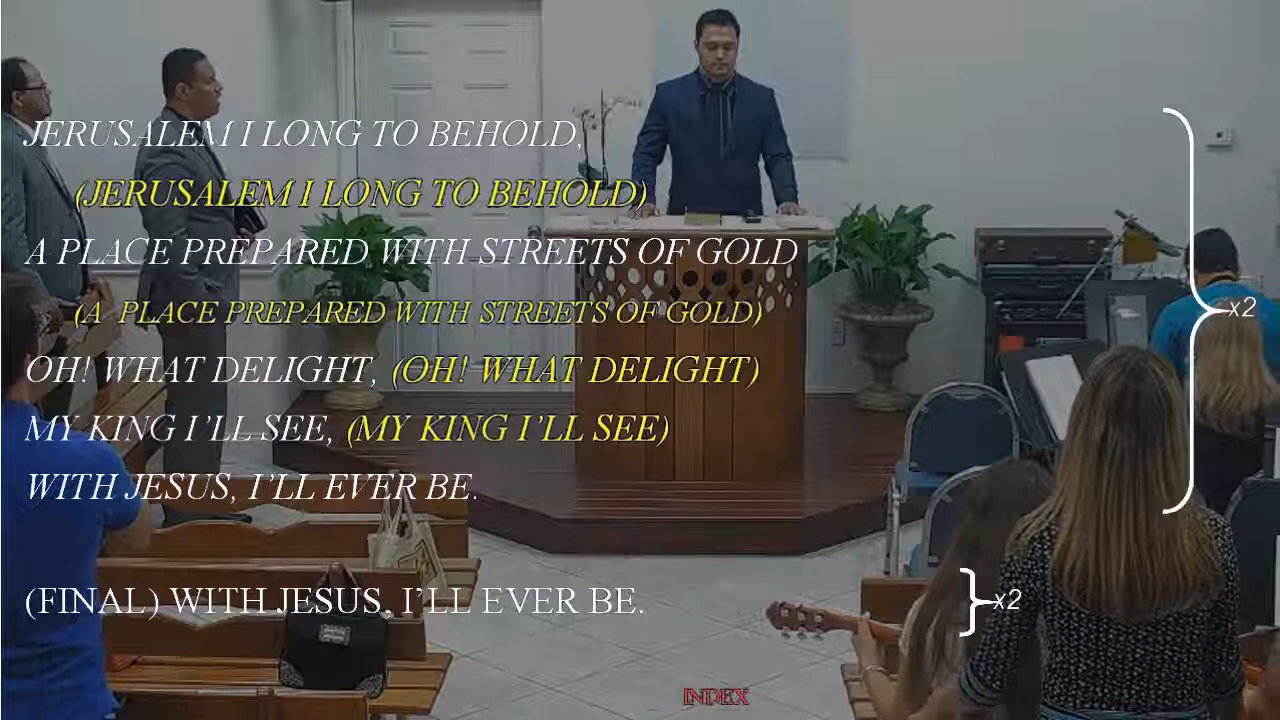 JERUSALEM I LONG TO BEHOLD,
(JERUSALEM I LONG TO BEHOLD)
A PLACE PREPARED WITH STREETS OF GOLD
(A PLACE PREPARED WITH STREETS OF GOLD)
OH! WHAT DELIGHT, (OH! WHAT DELIGHT)
MY KING I’LL SEE, (MY KING I’LL SEE)
WITH JESUS, I’LL EVER BE.
x2
(FINAL) WITH JESUS, I’LL EVER BE.
x2
INDEX